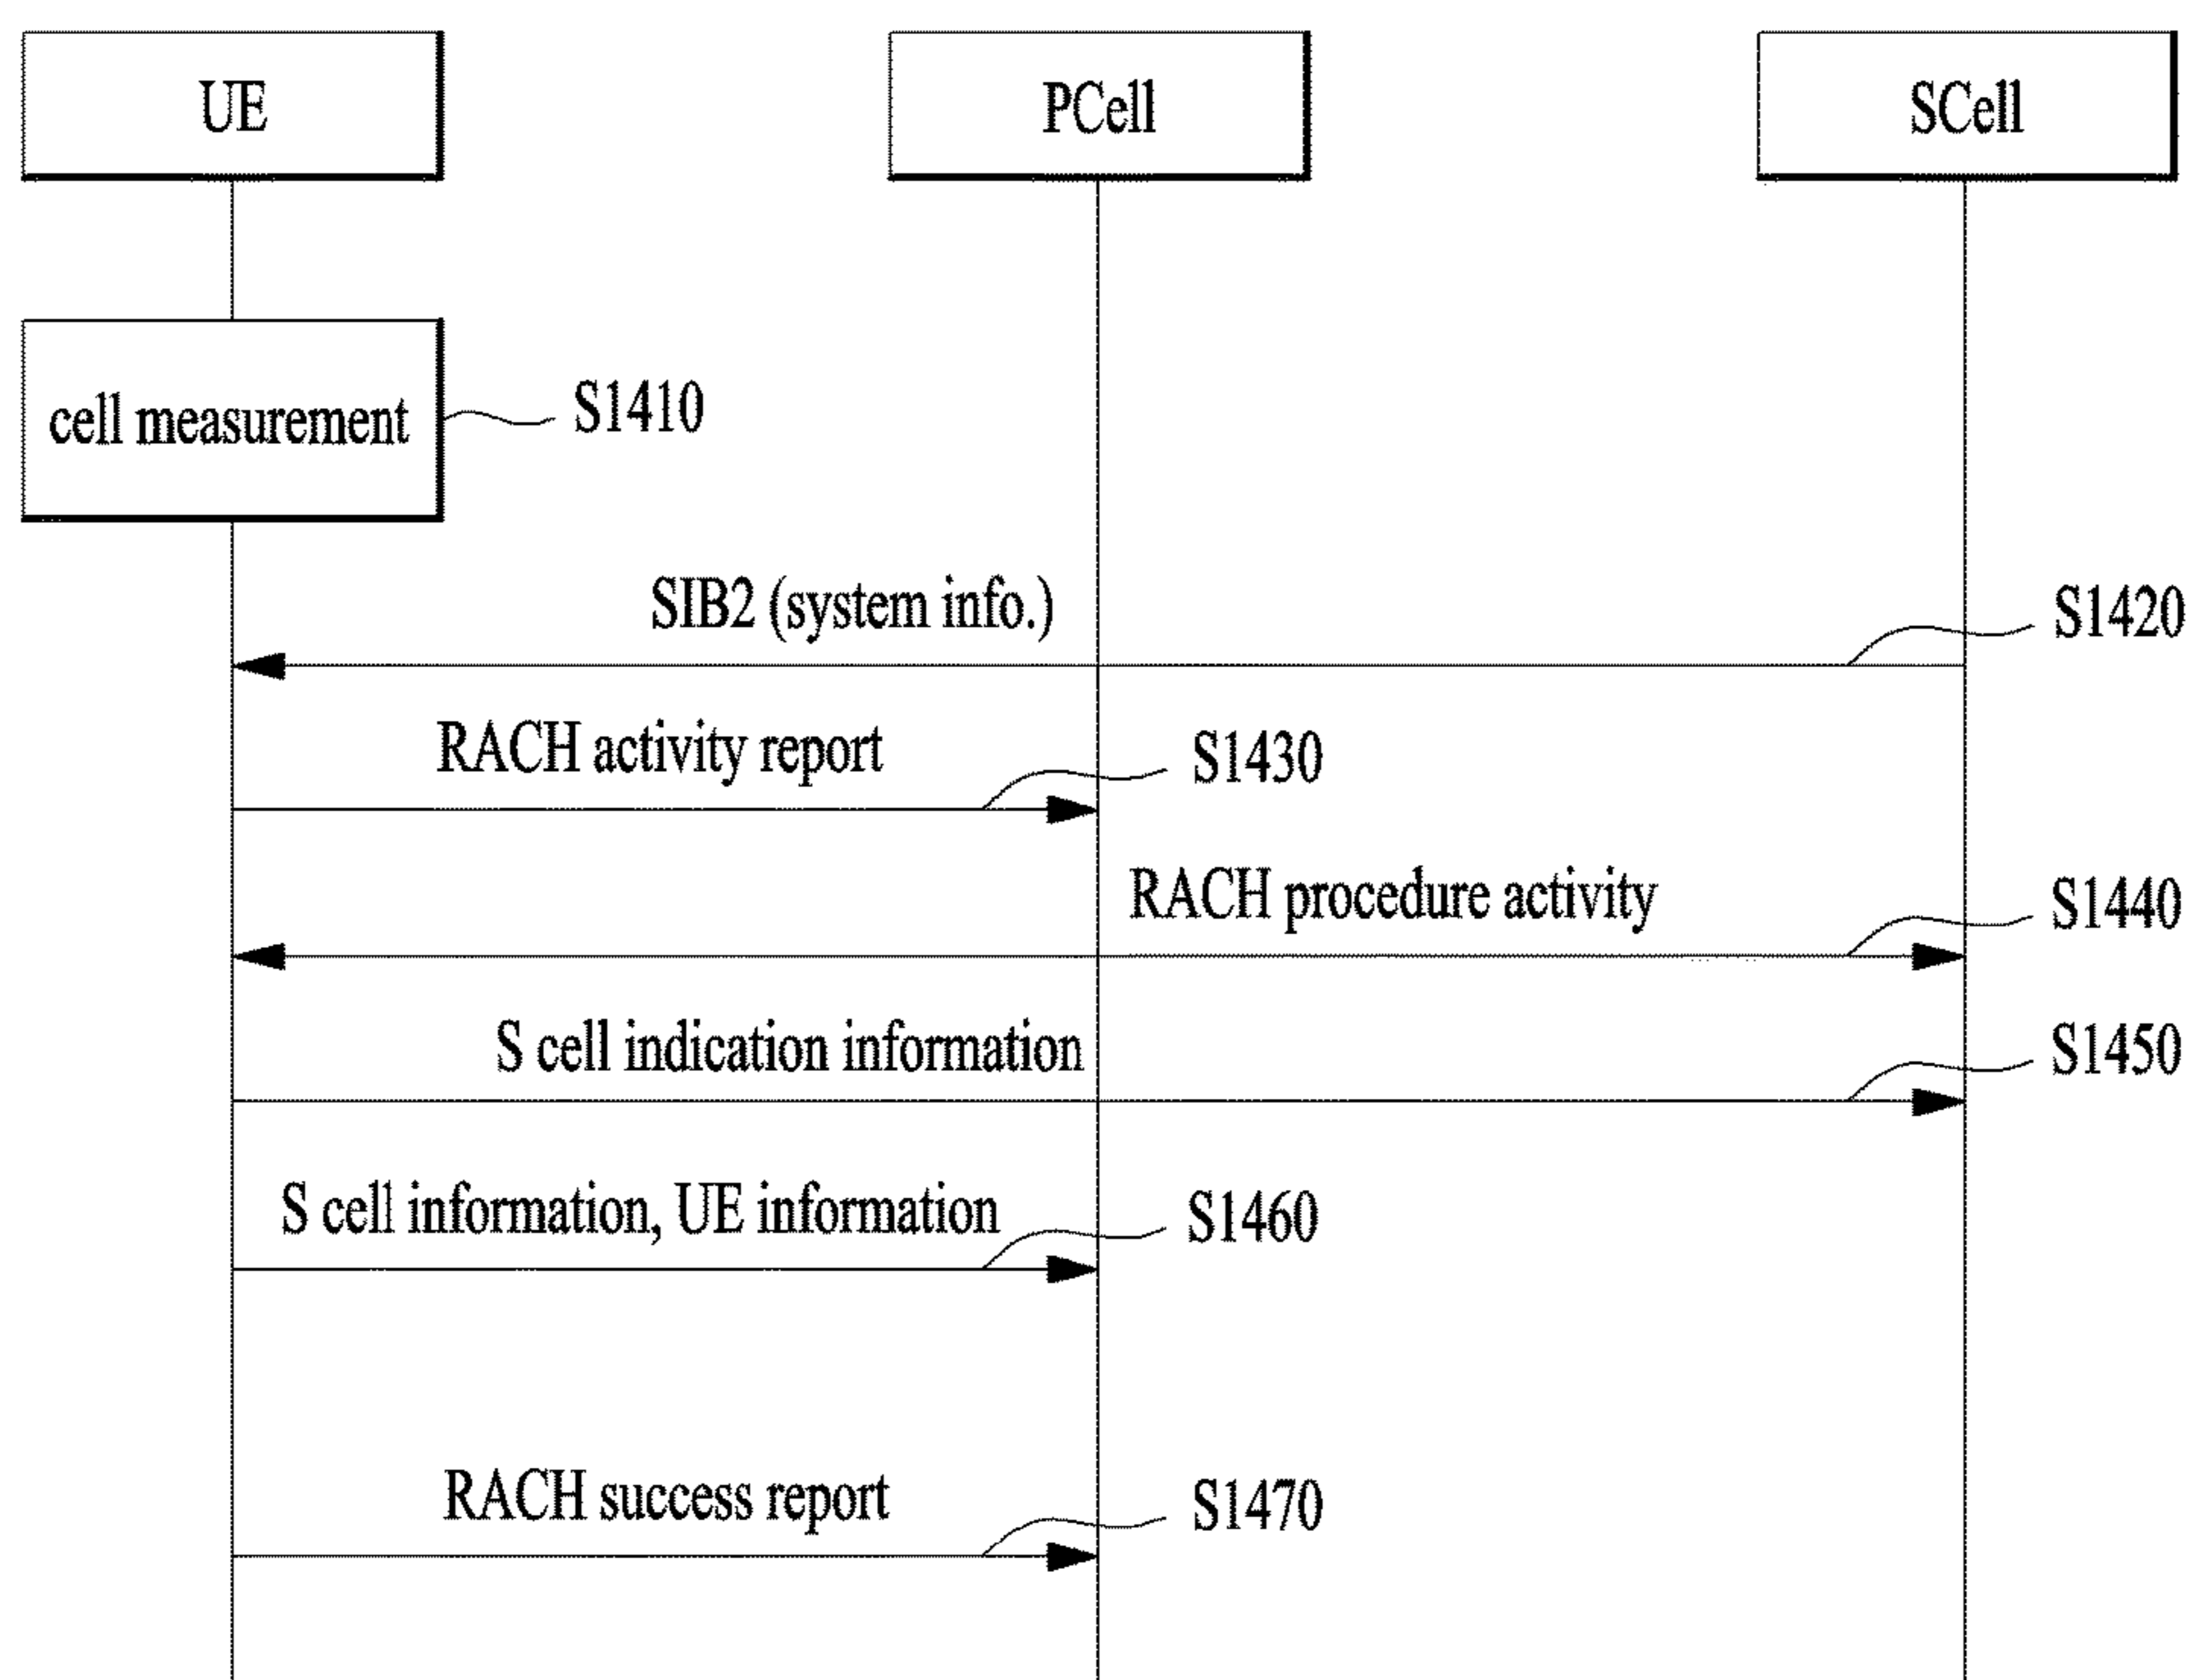 UE
PCell
SCell
cell measurement
S1410
SIB2 (system info.)
S1420
RACH activity report
S1430
RACH procedure activity
S1440
S cell indication information
S1450
S cell information, UE information
S1460
RACH success report
S1470